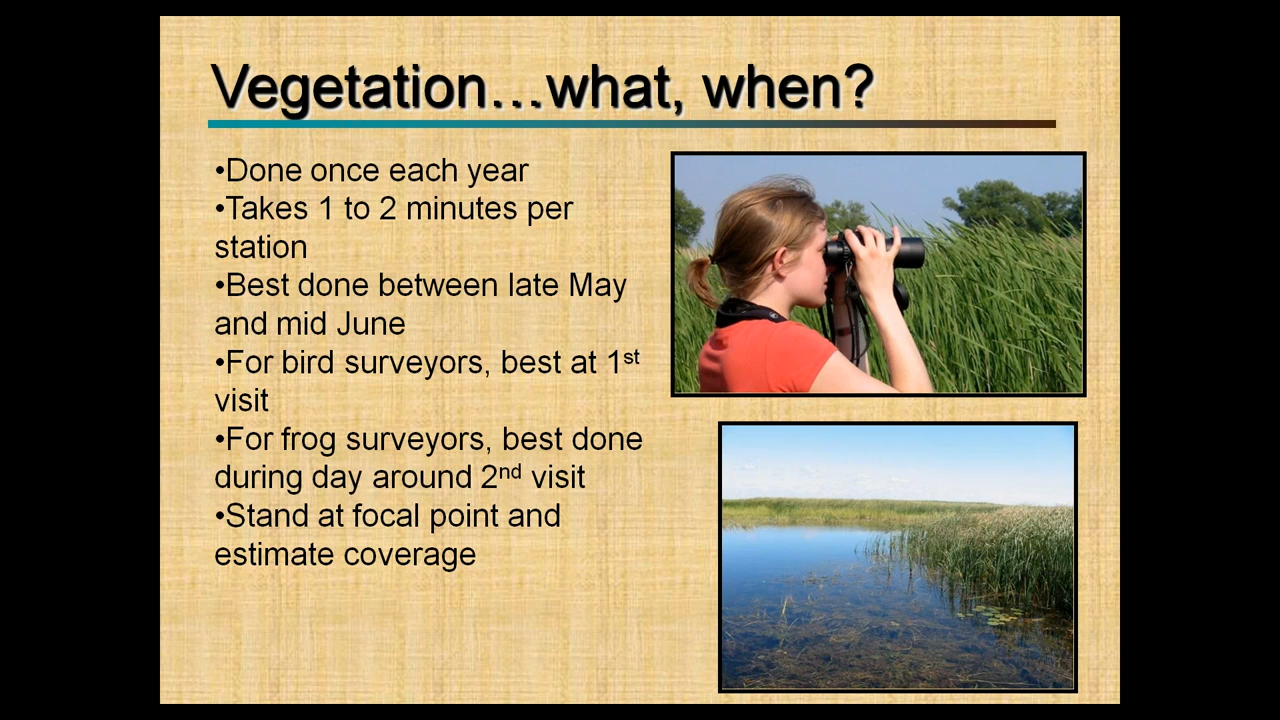 Vegetation…what, when?
•Done once each year
•Takes 1 to 2 minutes per
station
•Best done between late May
and mid June
•For bird surveyors, best at 1st
visit
•For frog surveyors, best done
during day around 2nd visit
•Stand at focal point and
estimate coverage